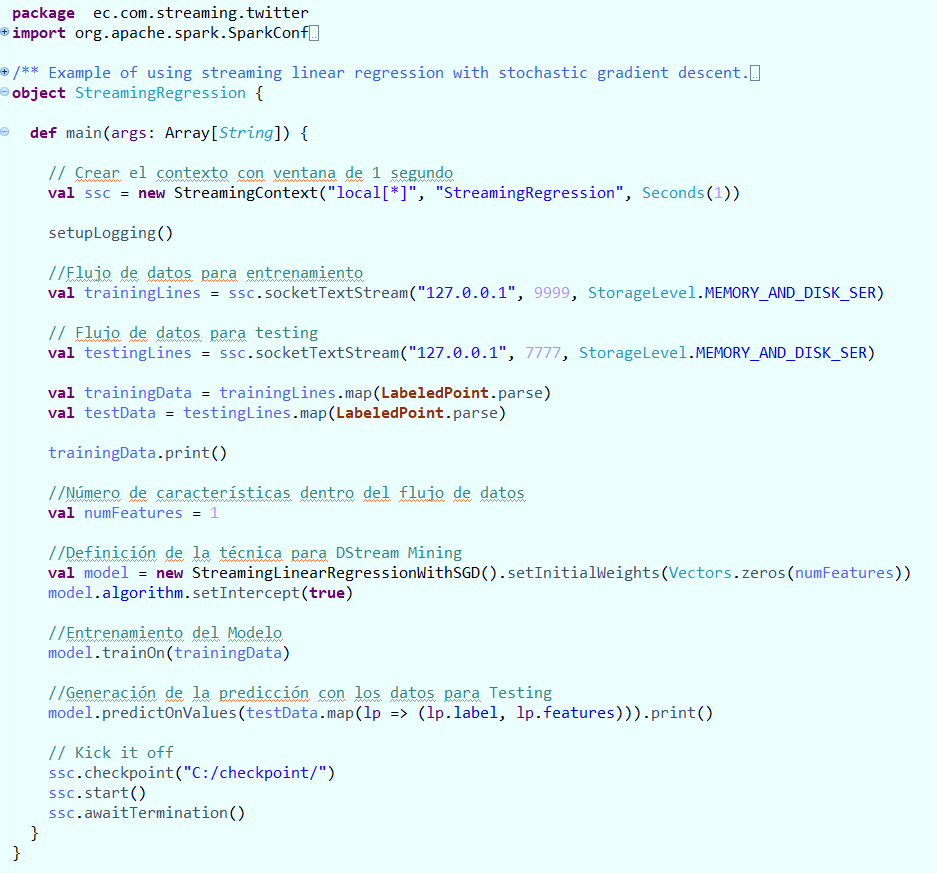 package  ec.com.streaming.twitter
import org.apache.spark.SparkConf
/** Example of using streaming linear regression with stochastic gradient descent.
object StreamingRegression {
  def main(args: Array[String]) {
    // Crear el contexto con ventana de 1 segundo
    val ssc = new StreamingContext("local[*]", "StreamingRegression", Seconds(1))
    setupLogging()
    //Flujo de datos para entrenamiento
    val trainingLines = ssc.socketTextStream("127.0.0.1", 9999, StorageLevel.MEMORY_AND_DISK_SER)
    // Flujo de datos para testing
    val testingLines = ssc.socketTextStream("127.0.0.1", 7777, StorageLevel.MEMORY_AND_DISK_SER)
    val trainingData = trainingLines.map(LabeledPoint.parse)
    val testData = testingLines.map(LabeledPoint.parse)
    trainingData.print()
    //Número de características dentro del flujo de datos
    val numFeatures = 1
    //Definición de la técnica para DStream Mining
    val model = new StreamingLinearRegressionWithSGD().setInitialWeights(Vectors.zeros(numFeatures))
    model.algorithm.setIntercept(true)
    //Entrenamiento del Modelo
    model.trainOn(trainingData)
    //Generación de la predicción con los datos para Testing
    model.predictOnValues(testData.map(lp => (lp.label, lp.features))).print()
    // Kick it off
    ssc.checkpoint("C:/checkpoint/")
    ssc.start()
    ssc.awaitTermination()
  }
}